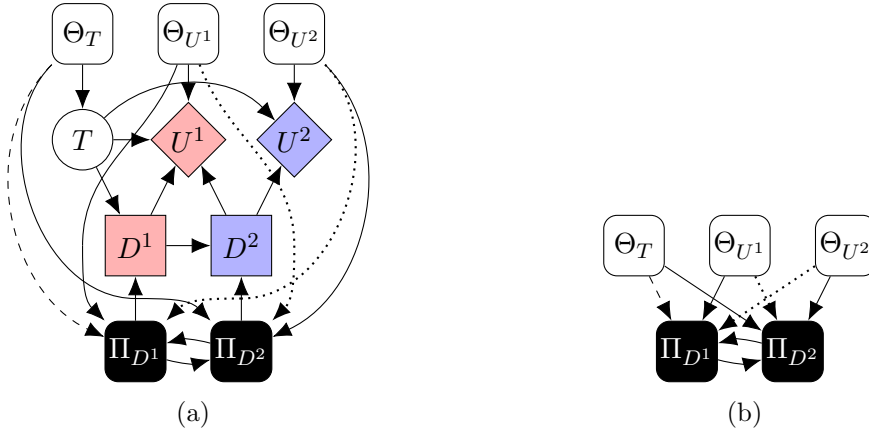 Θ_T Θ_{U^1} Θ_{U^2}
T U^1 U^2
D^1 D^2
Π_{D^1} Π_{D^2}
(a)
Θ_T Θ_{U^1} Θ_{U^2}
Π_{D^1} Π_{D^2}
(b)